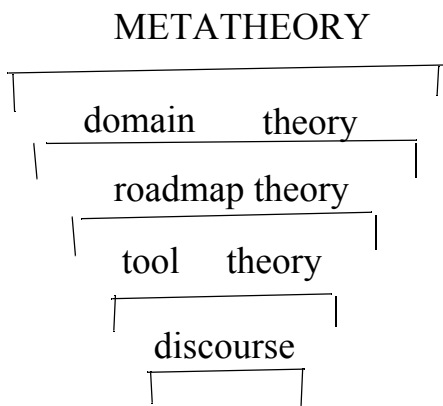 METATHEORY
domain theory
roadmap theory
tool theory
discourse